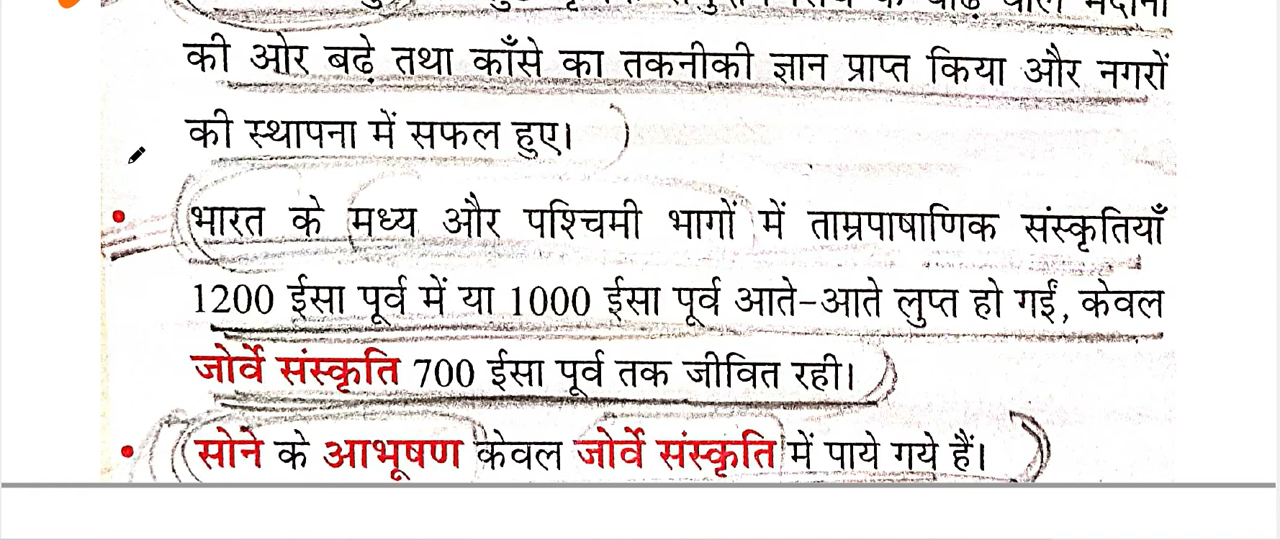 की ओर बढ़े तथा काँसे का तकनीकी ज्ञान प्राप्त किया और नगरों
की स्थापना में सफल हुए।
• भारत के मध्य और पश्चिमी भागों में ताम्रपाषाणिक संस्कृतियाँ
1200 ईसा पूर्व में या 1000 ईसा पूर्व आते-आते लुप्त हो गईं, केवल
जोर्वे संस्कृति 700 ईसा पूर्व तक जीवित रही।
• सोने के आभूषण केवल जोर्वे संस्कृति में पाये गये हैं।